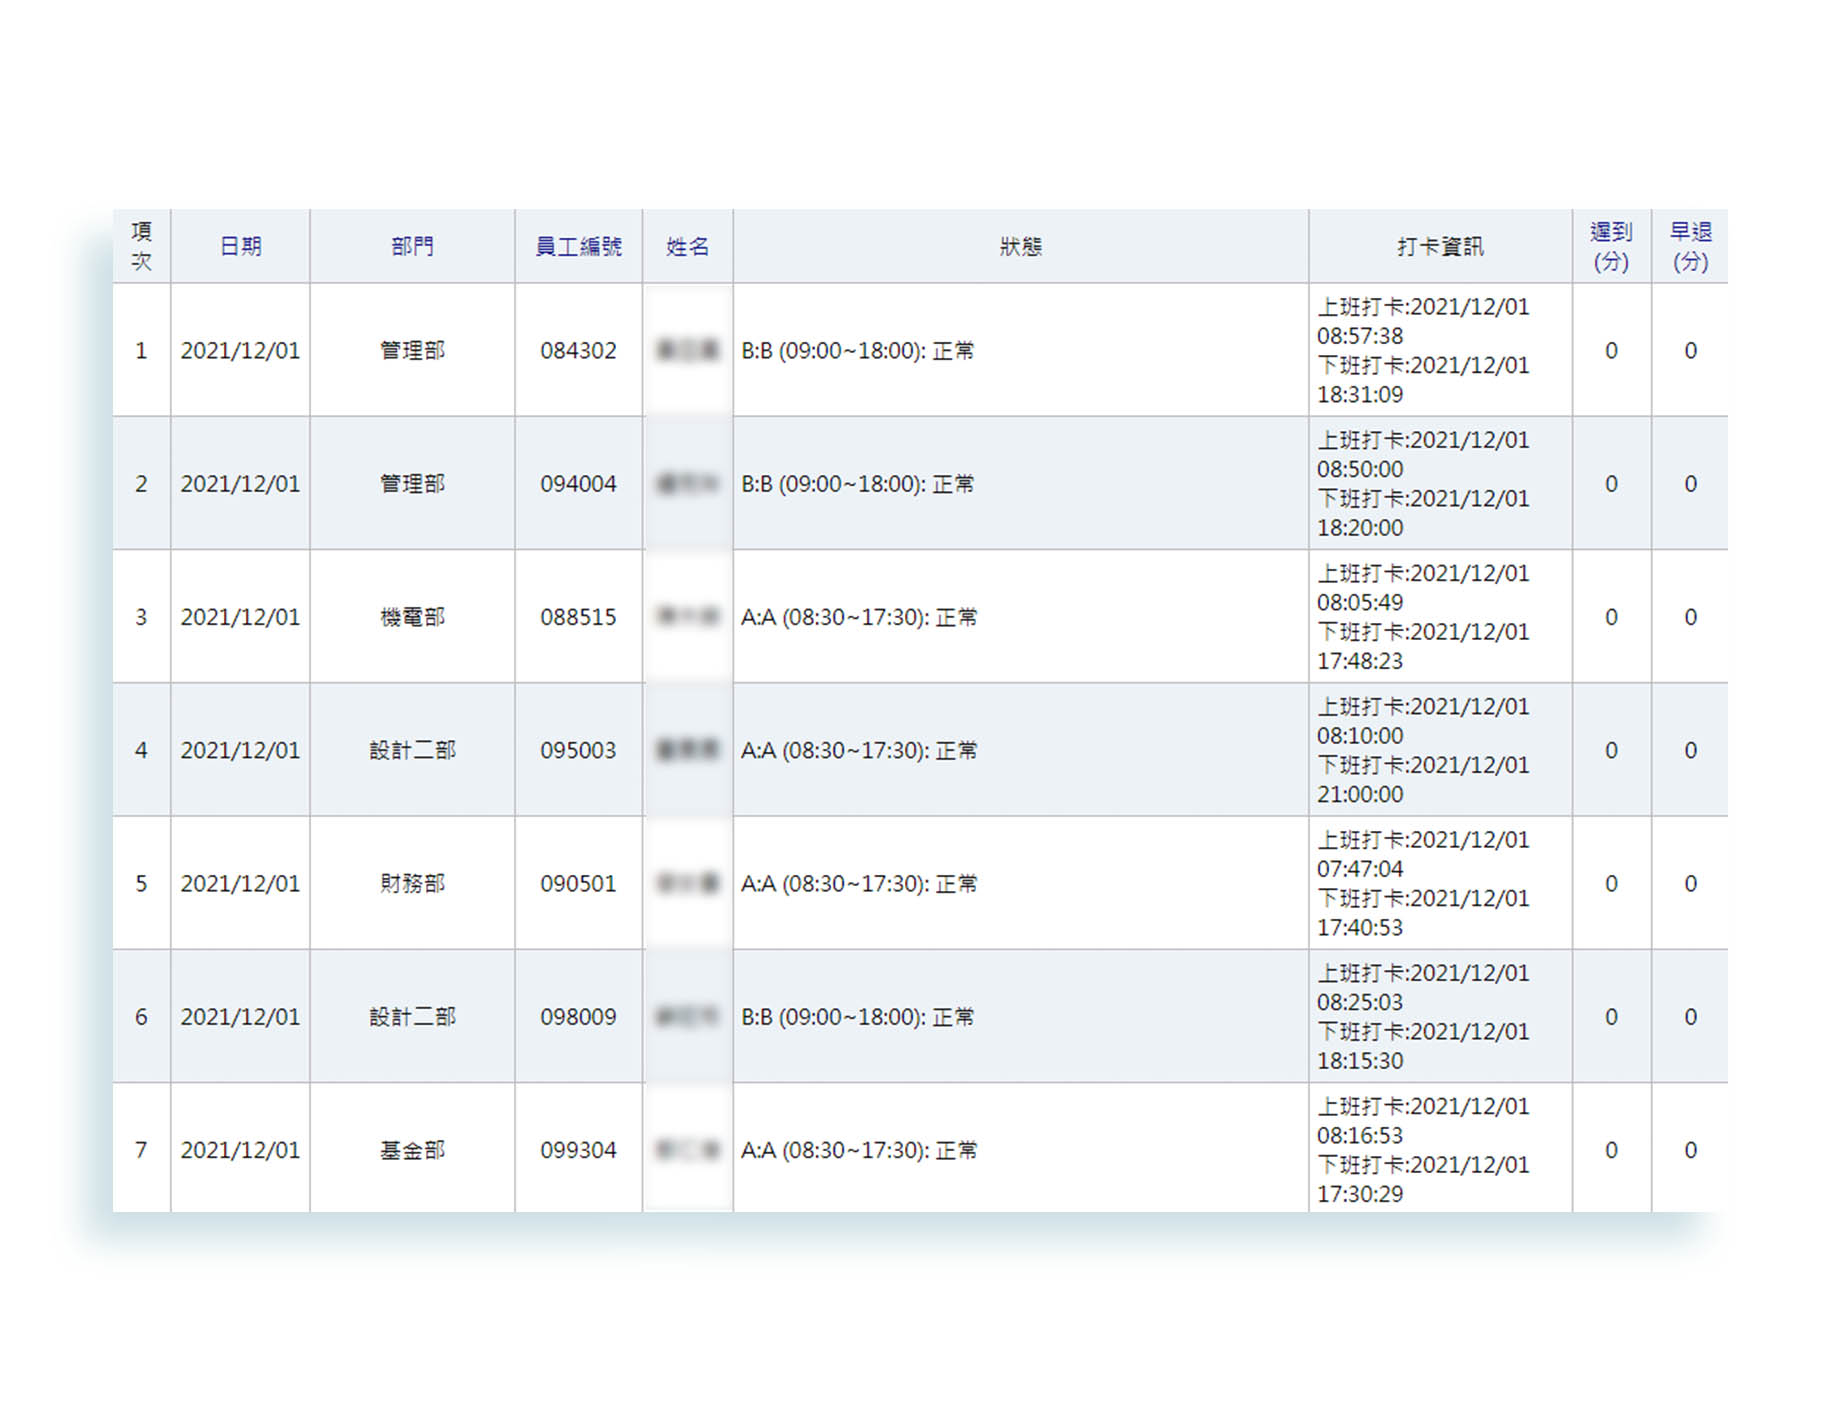 項次 日期 部門 員工編號 姓名 狀態 打卡資訊 遲到(分) 早退(分)
1 2021/12/01 管理部 084302 B:B (09:00~18:00): 正常 上班打卡:2021/12/01 08:57:38 下班打卡:2021/12/01 18:31:09 0 0
2 2021/12/01 管理部 094004 B:B (09:00~18:00): 正常 上班打卡:2021/12/01 08:50:00 下班打卡:2021/12/01 18:20:00 0 0
3 2021/12/01 機電部 088515 A:A (08:30~17:30): 正常 上班打卡:2021/12/01 08:05:49 下班打卡:2021/12/01 17:48:23 0 0
4 2021/12/01 設計二部 095003 A:A (08:30~17:30): 正常 上班打卡:2021/12/01 08:10:00 下班打卡:2021/12/01 21:00:00 0 0
5 2021/12/01 財務部 090501 A:A (08:30~17:30): 正常 上班打卡:2021/12/01 07:47:04 下班打卡:2021/12/01 17:40:53 0 0
6 2021/12/01 設計二部 098009 B:B (09:00~18:00): 正常 上班打卡:2021/12/01 08:25:03 下班打卡:2021/12/01 18:15:30 0 0
7 2021/12/01 基金部 099304 A:A (08:30~17:30): 正常 上班打卡:2021/12/01 08:16:53 下班打卡:2021/12/01 17:30:29 0 0